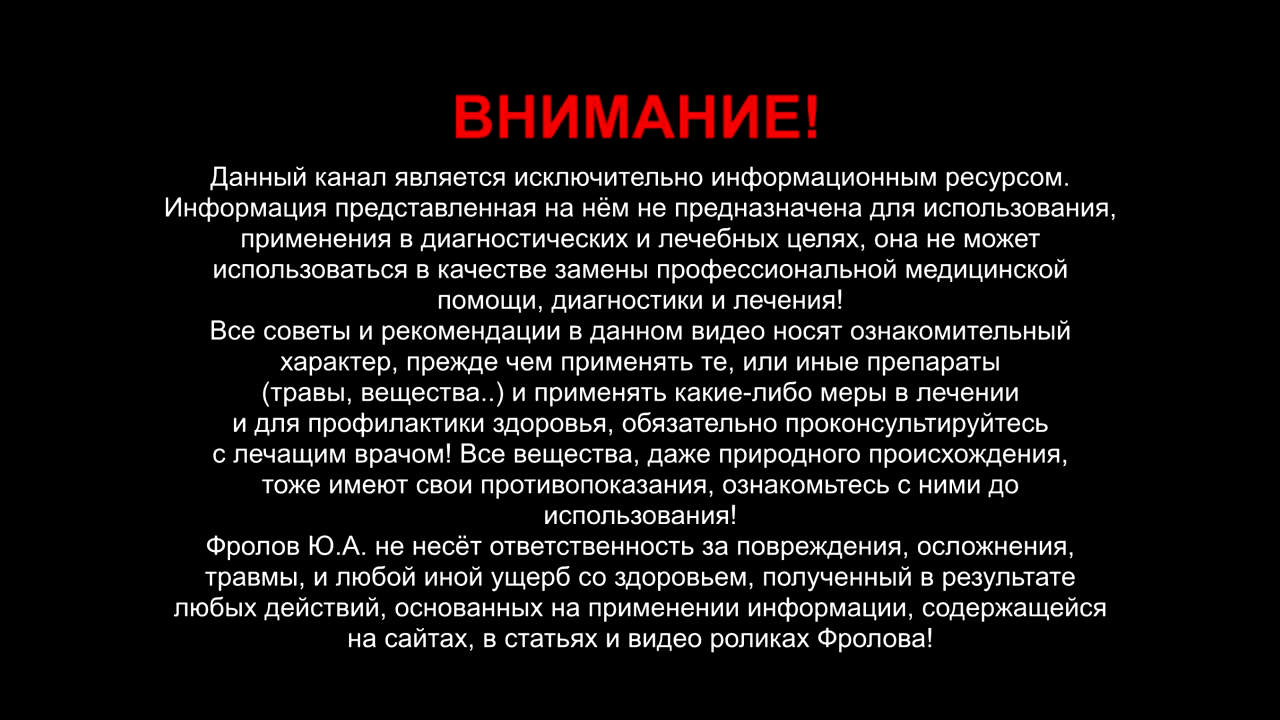 ВНИМАНИЕ!
Данный канал является исключительно информационным ресурсом.
Информация представленная на нём не предназначена для использования,
применения в диагностических и лечебных целях, она не может
использоваться в качестве замены профессиональной медицинской
помощи, диагностики и лечения!
Все советы и рекомендации в данном видео носят ознакомительный
характер, прежде чем применять те, или иные препараты
(травы, вещества..) и применять какие-либо меры в лечении
и для профилактики здоровья, обязательно проконсультируйтесь
с лечащим врачом! Все вещества, даже природного происхождения,
тоже имеют свои противопоказания, ознакомьтесь с ними до
использования!
Фролов Ю.А. не несёт ответственность за повреждения, осложнения,
травмы, и любой иной ущерб со здоровьем, полученный в результате
любых действий, основанных на применении информации, содержащейся
на сайтах, в статьях и видео роликах Фролова!